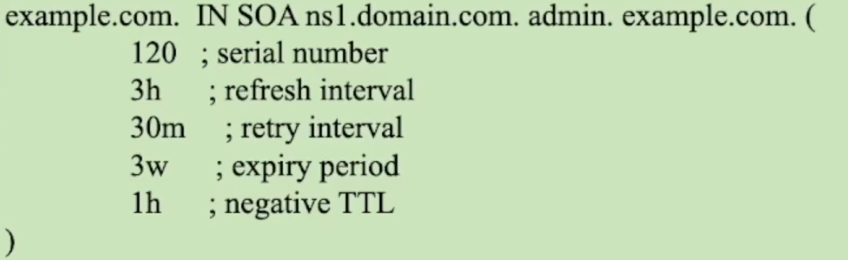 example.com. IN SOA ns1.domain.com. admin. example.com. (
120 ; serial number
3h ; refresh interval
30m ; retry interval
3w ; expiry period
1h ; negative TTL
)